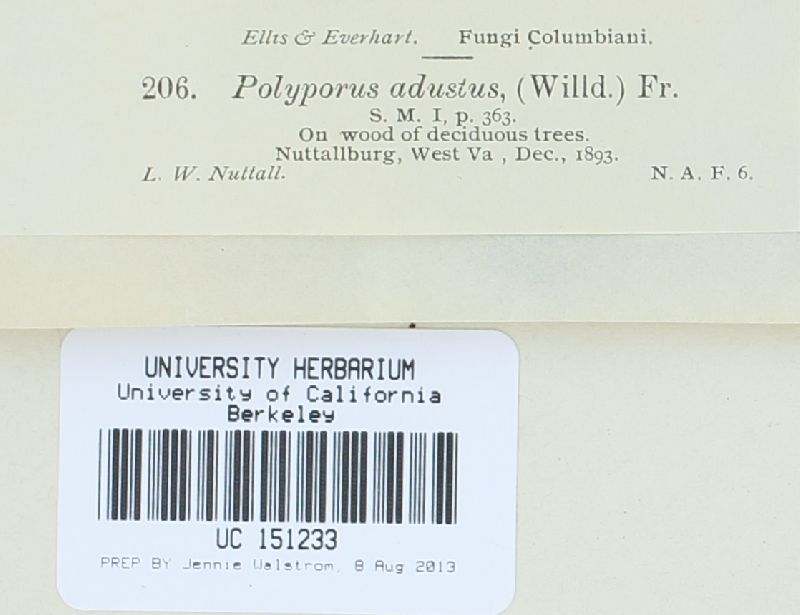 Ellis & Everhart. Fungi Columbiani.
206. Polyporus adustus, (Willd.) Fr.
S. M. I, p. 363.
On wood of deciduous trees.
Nuttallburg, West Va , Dec., 1893.
L. W. Nuttall. N. A. F. 6.
UNIVERSITY HERBARIUM
University of California
Berkeley
UC 151233
PREP BY Jennie Walstrom, 8 Aug 2013